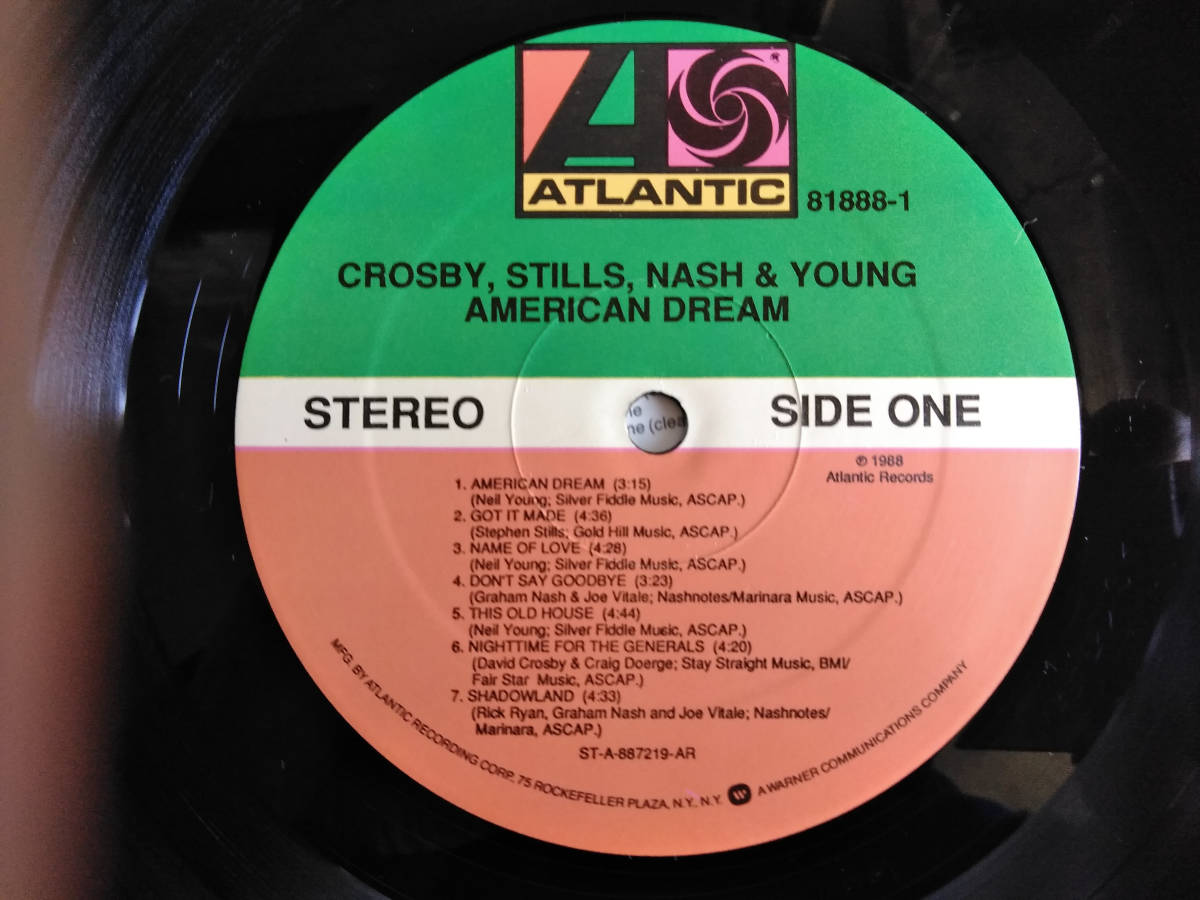 ATLANTIC
81888-1
CROSBY, STILLS, NASH & YOUNG
AMERICAN DREAM
STEREO
SIDE ONE
ne (clea
℗ 1988
Atlantic Records
1. AMERICAN DREAM (3:15)
(Neil Young; Silver Fiddle Music, ASCAP.)
2. GOT IT MADE (4:36)
(Stephen Stills; Gold Hill Music, ASCAP.)
3. NAME OF LOVE (4:28)
(Neil Young; Silver Fiddle Music, ASCAP.)
4. DON'T SAY GOODBYE (3:23)
(Graham Nash & Joe Vitale; Nashnotes/Marinara Music, ASCAP.)
5. THIS OLD HOUSE (4:44)
(Neil Young; Silver Fiddle Music, ASCAP.)
6. NIGHTTIME FOR THE GENERALS (4:20)
(David Crosby & Craig Doerge; Stay Straight Music, BMI/
Fair Star Music, ASCAP.)
7. SHADOWLAND (4:33)
(Rick Ryan, Graham Nash and Joe Vitale; Nashnotes/
Marinara, ASCAP.)
ST-A-887219-AR
MFG. BY ATLANTIC RECORDING CORP. 75 ROCKEFELLER PLAZA, N.Y. N.Y. A WARNER COMMUNICATIONS COMPANY